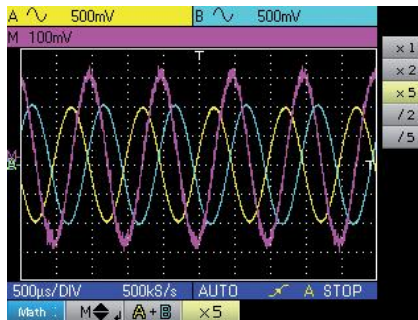 A 500mV B 500mV
M 100mV
T
× 1
× 2
× 5
/ 2
/ 5
M
T
500µs/DIV 500kS/s AUTO A STOP
Math : M A+B ×5